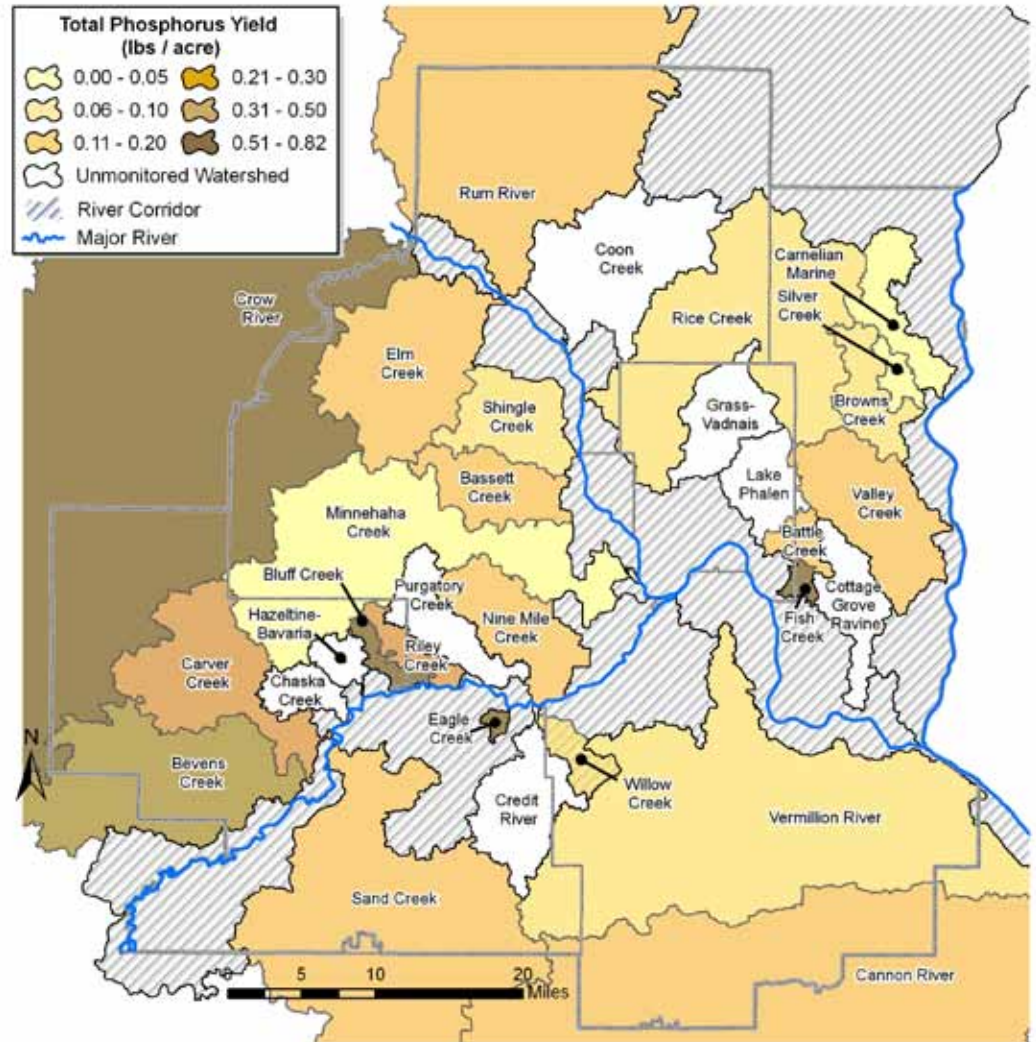 Total Phosphorus Yield
(lbs / acre)
0.00 - 0.05
0.21 - 0.30
0.06 - 0.10
0.31 - 0.50
0.11 - 0.20
0.51 - 0.82
Unmonitored Watershed
River Corridor
Major River
Rum River
Coon
Creek
Carnelian
Marine
Silver
Creek
Crow
River
Rice Creek
Elm
Creek
Shingle
Creek
Grass-
Vadnais
Browns
Creek
Bassett
Creek
Lake
Phalen
Valley
Creek
Minnehaha
Creek
Battle
Creek
Bluff Creek
Purgatory
Creek
Cottage
Grove
Ravine
Hazeltine-
Bavaria
Nine Mile
Creek
Fish
Creek
Riley
Creek
Carver
Creek
Chaska
Creek
Eagle
Creek
N
Bevens
Creek
Willow
Creek
Credit
River
Vermillion River
Sand Creek
Cannon River
0 5 10 20
Miles